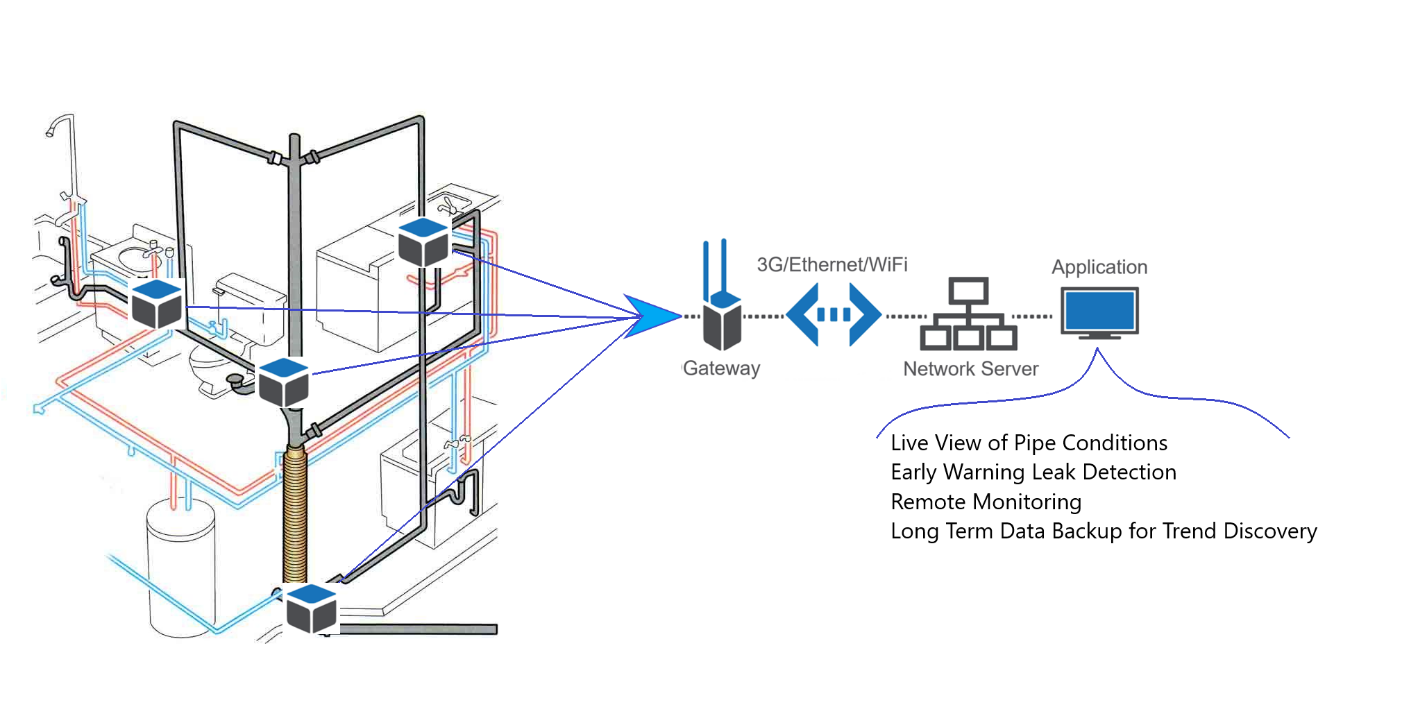 3G/Ethernet/WiFi
Application
Gateway
Network Server
Live View of Pipe Conditions
Early Warning Leak Detection
Remote Monitoring
Long Term Data Backup for Trend Discovery